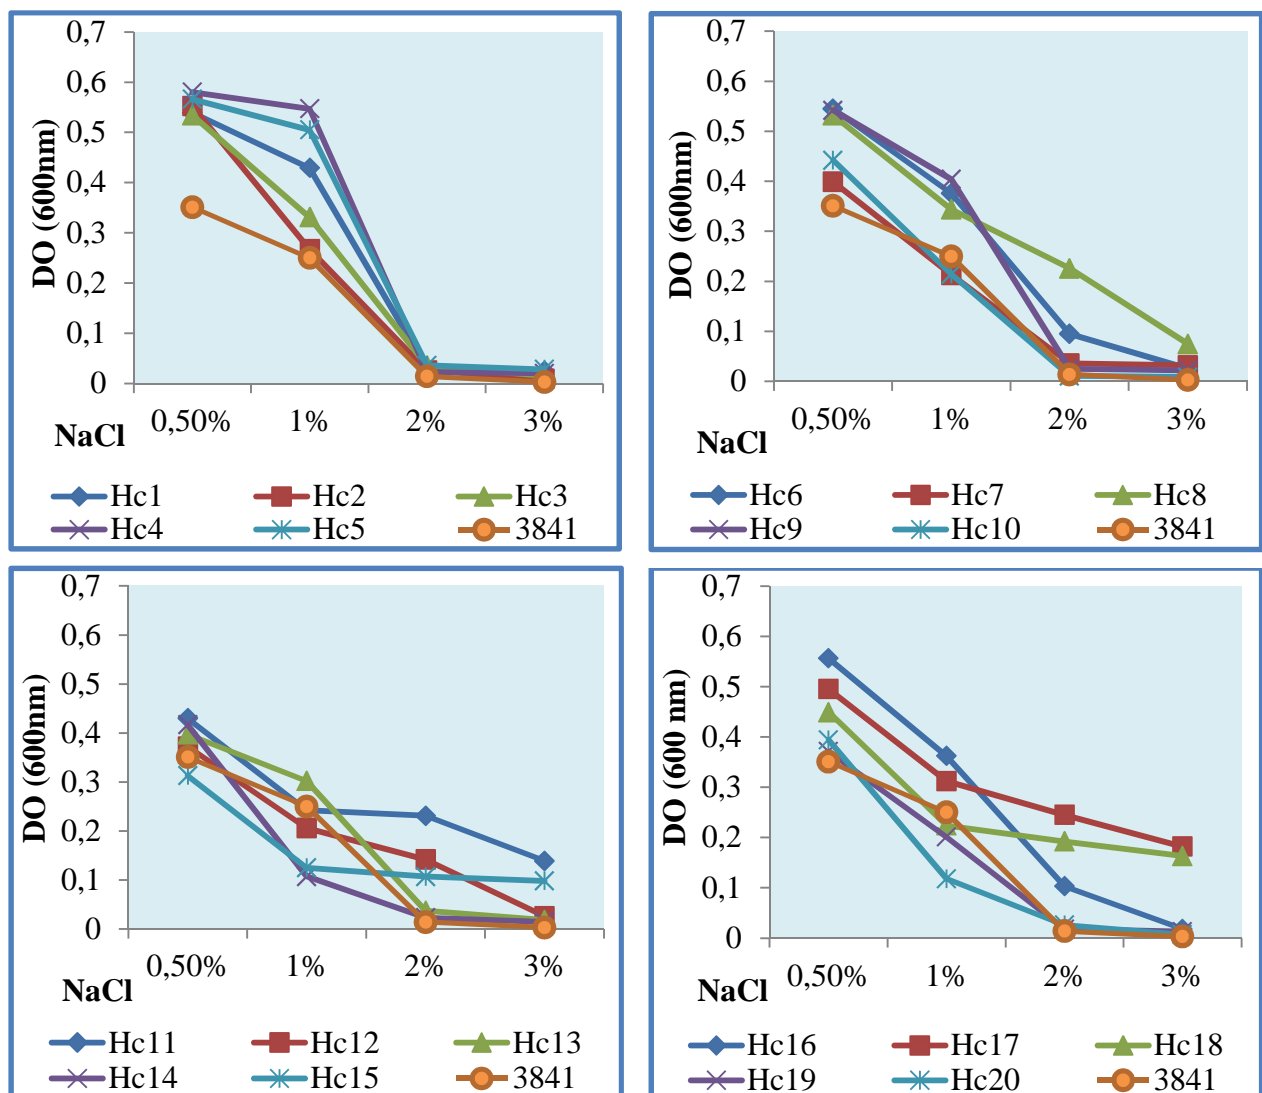 0,7
0,6
0,5
0,4
0,3
0,2
0,1
0
DO (600nm)
0,50% 1% 2% 3%
NaCl
Hc1 Hc2 Hc3
Hc4 Hc5 3841
0,7
0,6
0,5
0,4
0,3
0,2
0,1
0
DO (600nm)
0,50% 1% 2% 3%
NaCl
Hc6 Hc7 Hc8
Hc9 Hc10 3841
0,7
0,6
0,5
0,4
0,3
0,2
0,1
0
DO (600nm)
0,50% 1% 2% 3%
NaCl
Hc11 Hc12 Hc13
Hc14 Hc15 3841
0,7
0,6
0,5
0,4
0,3
0,2
0,1
0
DO (600 nm)
0,50% 1% 2% 3%
NaCl
Hc16 Hc17 Hc18
Hc19 Hc20 3841